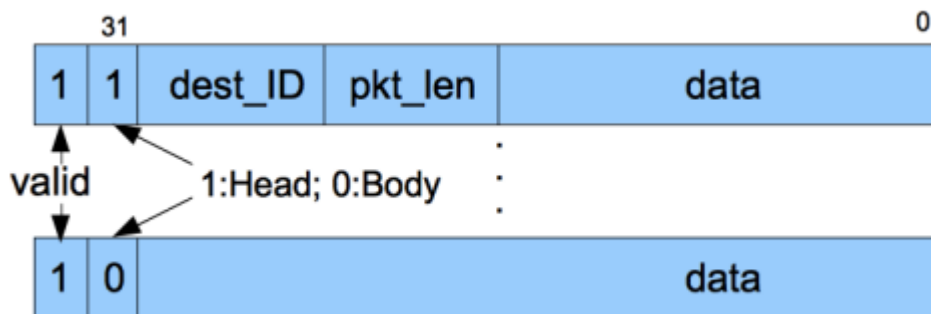 31 0
1 1 dest_ID pkt_len data
valid 1:Head; 0:Body
1 0 data